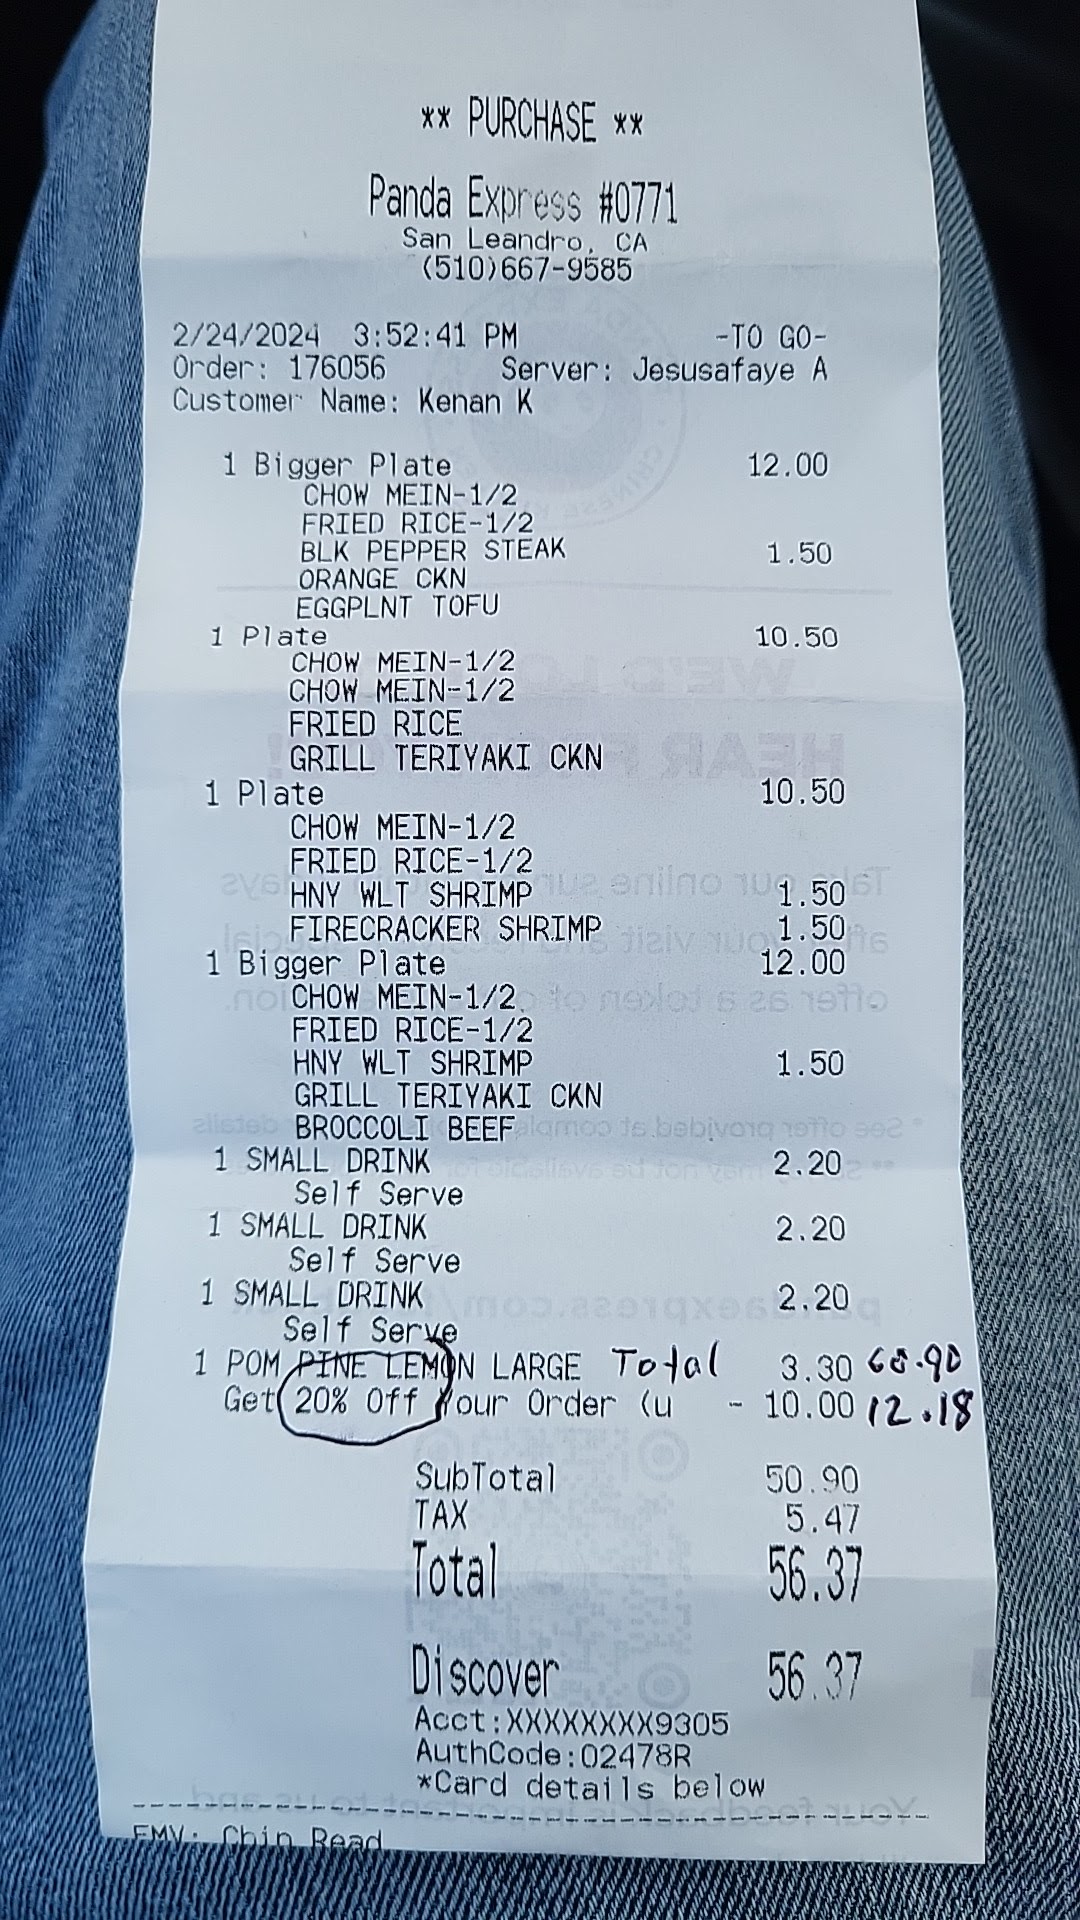 ** PURCHASE **
Panda Express #0771
San Leandro, CA
(510)667-9585
2/24/2024 3:52:41 PM -TO GO-
Order: 176056 Server: Jesusafaye A
Customer Name: Kenan K
1 Bigger Plate 12.00
CHOW MEIN-1/2
FRIED RICE-1/2
BLK PEPPER STEAK 1.50
ORANGE CKN
EGGPLNT TOFU
1 Plate 10.50
CHOW MEIN-1/2
CHOW MEIN-1/2
FRIED RICE
GRILL TERIYAKI CKN
1 Plate 10.50
CHOW MEIN-1/2
FRIED RICE-1/2
HNY WLT SHRIMP 1.50
FIRECRACKER SHRIMP 1.50
1 Bigger Plate 12.00
CHOW MEIN-1/2
FRIED RICE-1/2
HNY WLT SHRIMP 1.50
GRILL TERIYAKI CKN
BROCCOLI BEEF
1 SMALL DRINK 2.20
Self Serve
1 SMALL DRINK 2.20
Self Serve
1 SMALL DRINK 2.20
Self Serve
1 POM PINE LEMON LARGE Total 3.30 60.90
Get 20% Off Your Order (u - 10.00 12.18
SubTotal 50.90
TAX 5.47
Total 56.37
Discover 56.37
Acct:XXXXXXXX9305
AuthCode:02478R
*Card details below
EMV: Chip Read